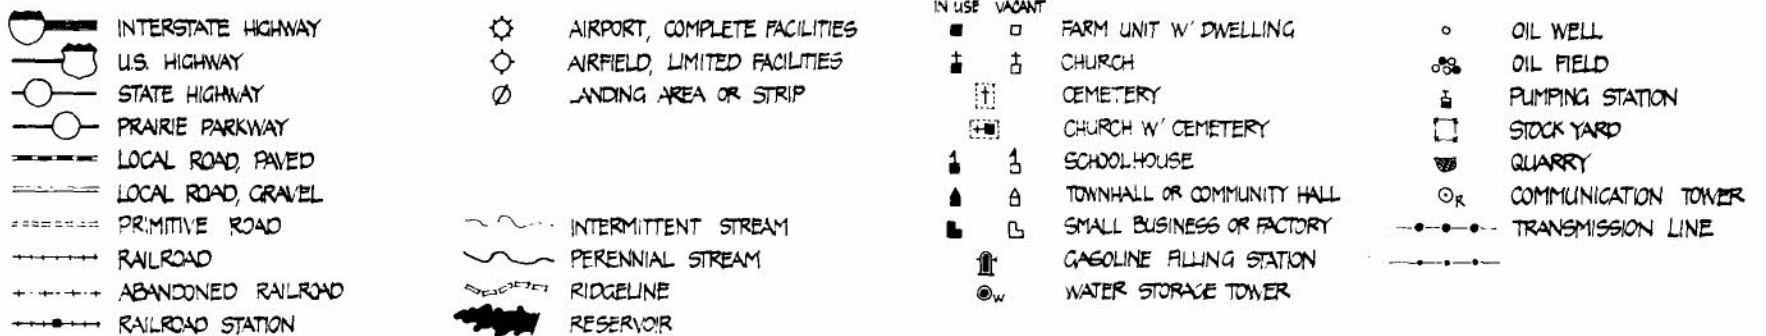 INTERSTATE HIGHWAY
U.S. HIGHWAY
STATE HIGHWAY
PRAIRIE PARKWAY
LOCAL ROAD, PAVED
LOCAL ROAD, GRAVEL
PRIMITIVE ROAD
RAILROAD
ABANDONED RAILROAD
RAILROAD STATION
AIRPORT, COMPLETE FACILITIES
AIRFIELD, LIMITED FACILITIES
LANDING AREA OR STRIP
INTERMITTENT STREAM
PERENNIAL STREAM
RIDGELINE
RESERVOIR
IN USE VACANT
FARM UNIT W' DWELLING
CHURCH
CEMETERY
CHURCH W' CEMETERY
SCHOOLHOUSE
TOWNHALL OR COMMUNITY HALL
SMALL BUSINESS OR FACTORY
GASOLINE FILLING STATION
W WATER STORAGE TOWER
OIL WELL
OIL FIELD
PUMPING STATION
STOCK YARD
QUARRY
R COMMUNICATION TOWER
TRANSMISSION LINE